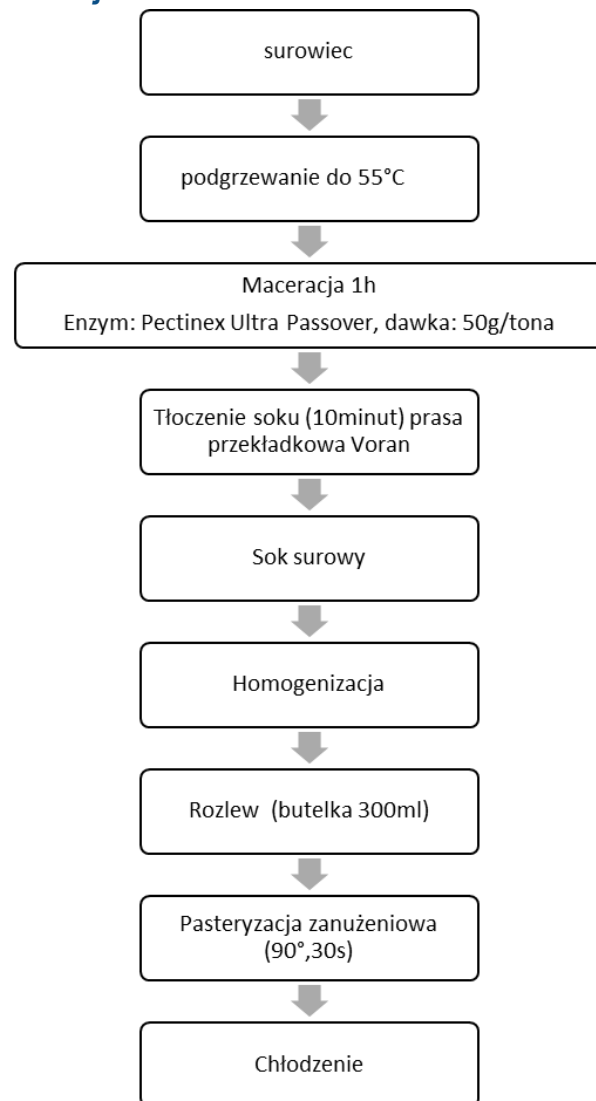 surowiec
podgrzewanie do 55°C
Maceracja 1h
Enzym: Pectinex Ultra Passover, dawka: 50g/tona
Tłoczenie soku (10minut) prasa
przekładkowa Voran
Sok surowy
Homogenizacja
Rozlew (butelka 300ml)
Pasteryzacja zanużeniowa
(90°,30s)
Chłodzenie